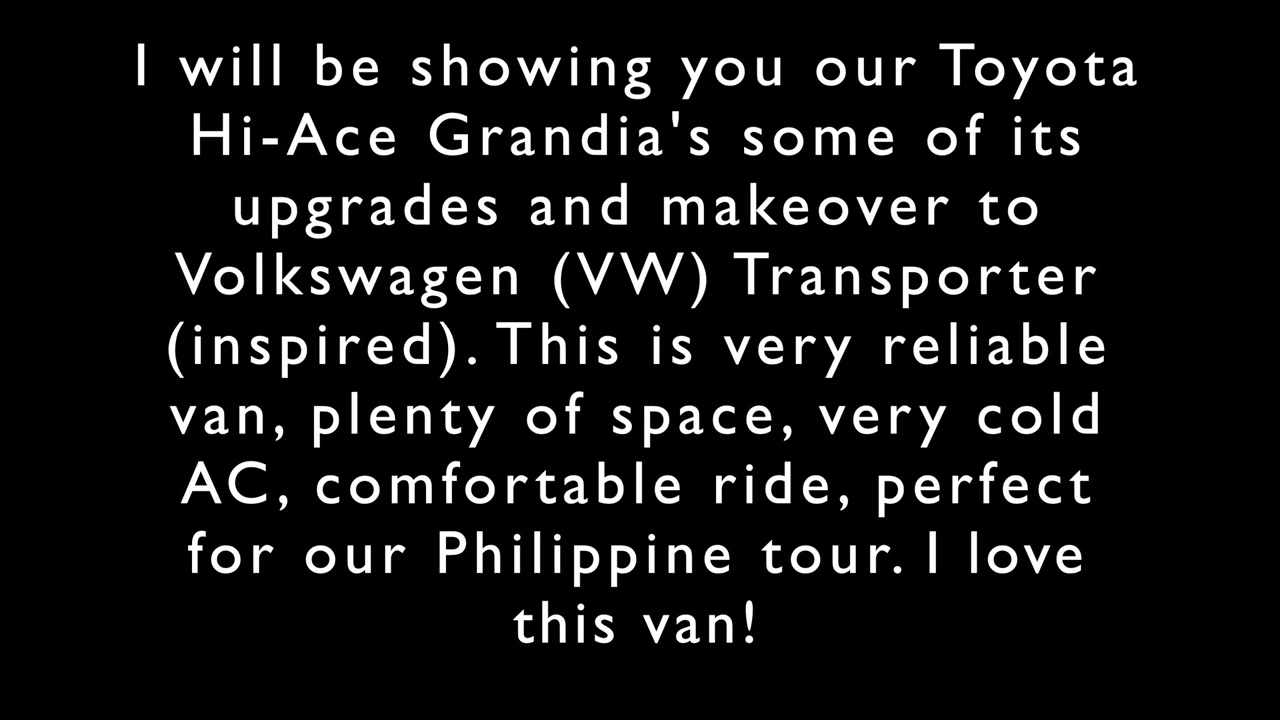 I will be showing you our Toyota
Hi-Ace Grandia's some of its
upgrades and makeover to
Volkswagen (VW) Transporter
(inspired). This is very reliable
van, plenty of space, very cold
AC, comfortable ride, perfect
for our Philippine tour. I love
this van!